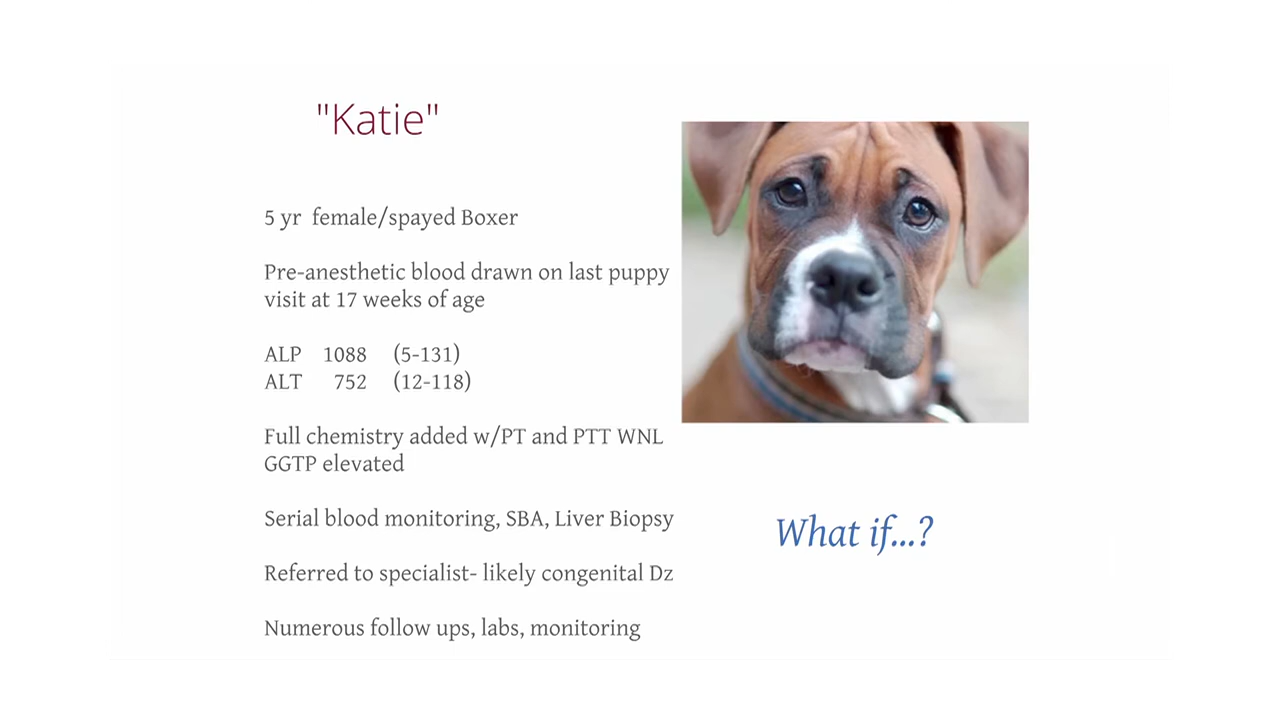 "Katie"
5 yr female/spayed Boxer
Pre-anesthetic blood drawn on last puppy
visit at 17 weeks of age
ALP 1088 (5-131)
ALT 752 (12-118)
Full chemistry added w/PT and PTT WNL
GGTP elevated
Serial blood monitoring, SBA, Liver Biopsy
Referred to specialist- likely congenital Dz
Numerous follow ups, labs, monitoring
What if...?